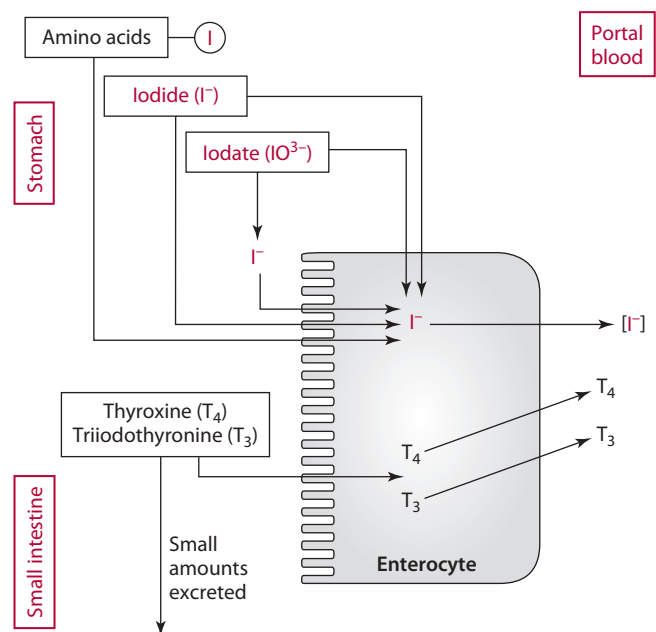 Amino acids
I
Portal
blood
Iodide (I⁻)
Stomach
Iodate (IO³⁻)
I⁻
I⁻
[I⁻]
Thyroxine (T₄)
Triiodothyronine (T₃)
T₄
T₃
T₄
T₃
Small intestine
Small
amounts
excreted
Enterocyte